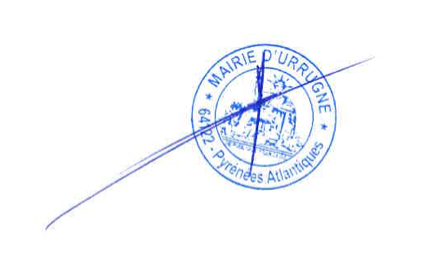 ★ MAIRIE D'URRUGNE ★
64122 - Pyrénées Atlantiques